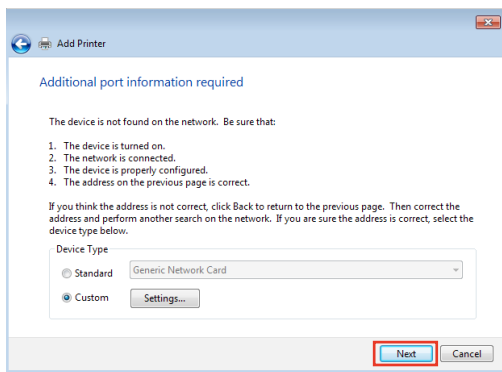 Add Printer
Additional port information required
The device is not found on the network. Be sure that:
1. The device is turned on.
2. The network is connected.
3. The device is properly configured.
4. The address on the previous page is correct.
If you think the address is not correct, click Back to return to the previous page. Then correct the
address and perform another search on the network. If you are sure the address is correct, select the
device type below.
Device Type
Standard
Generic Network Card
Custom
Settings...
Next
Cancel